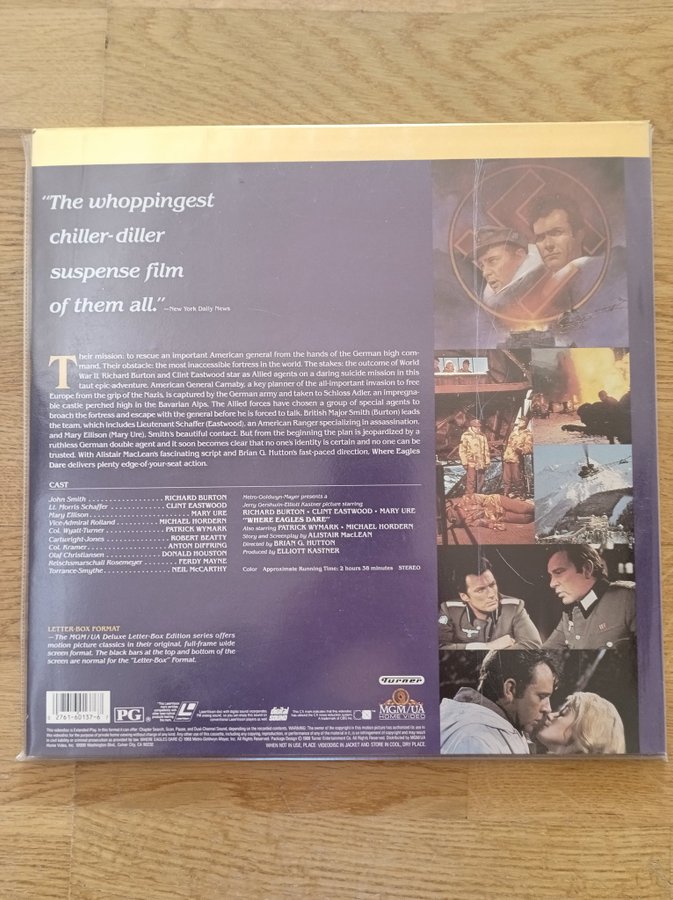 "The whoppingest
chiller-diller
suspense film
of them all." —New York Daily News
Their mission: to rescue an important American general from the hands of the German high com-
mand. Their obstacle: the most inaccessible fortress in the world. The stakes: the outcome of World
War II. Richard Burton and Clint Eastwood star as Allied agents on a daring suicide mission in this
taut epic-adventure. American General Carnaby, a key planner of the all-important invasion to free
Europe from the grip of the Nazis, is captured by the German army and taken to Schloss Adler, an impreg-
nable castle perched high in the Bavarian Alps. The Allied forces have chosen a group of special agents to
broach the fortress and escape with the general before he is forced to talk. British Major Smith (Burton) leads
the team, which includes Lieutenant Schaffer (Eastwood), an American Ranger specializing in assassination,
and Mary Ellison (Mary Ure), Smith's beautiful contact. But from the beginning the plan is jeopardized by a
ruthless German double agent and it soon becomes clear that no one's identity is certain and no one can be
trusted. With Alistair MacLean's fascinating script and Brian G. Hutton's fast-paced direction, Where Eagles
Dare delivers plenty edge-of-your-seat action.
CAST
John Smith . . . . . . . . . . . . . . . . . . . . . . RICHARD BURTON
Lt. Morris Schaffer . . . . . . . . . . . . . CLINT EASTWOOD
Mary Ellison . . . . . . . . . . . . . . . . . . . . . . . MARY URE
Vice-Admiral Rolland . . . . . . . . . . MICHAEL HORDERN
Col. Wyatt-Turner . . . . . . . . . . . . . PATRICK WYMARK
Cartwright-Jones . . . . . . . . . . . . . . . . ROBERT BEATTY
Col. Kramer . . . . . . . . . . . . . . . . . . . ANTON DIFFRING
Olaf Christiansen . . . . . . . . . . . . . DONALD HOUSTON
Reischsmarschall Rosemeyer . . . . . . . FERDY MAYNE
Torrance-Smythe . . . . . . . . . . . . . . . . NEIL McCARTHY
Metro-Goldwyn-Mayer presents a
Jerry Gershwin-Elliott Kastner picture starring
RICHARD BURTON • CLINT EASTWOOD • MARY URE
"WHERE EAGLES DARE"
Also starring PATRICK WYMARK • MICHAEL HORDERN
Story and Screenplay by ALISTAIR MacLEAN
Directed by BRIAN G. HUTTON
Produced by ELLIOTT KASTNER
Color Approximate Running Time: 2 hours 38 minutes STEREO
LETTER-BOX FORMAT
—The MGM/UA Deluxe Letter-Box Edition series offers
motion picture classics in their original, full-frame wide
screen format. The black bars at the top and bottom of the
screen are normal for the "Letter-Box" Format.
Turner
MGM/UA
HOME VIDEO
PG
digital
sound
27616-60137-6
WHEN NOT IN USE, PLACE VIDEODISC IN JACKET AND STORE IN COOL, DRY PLACE.